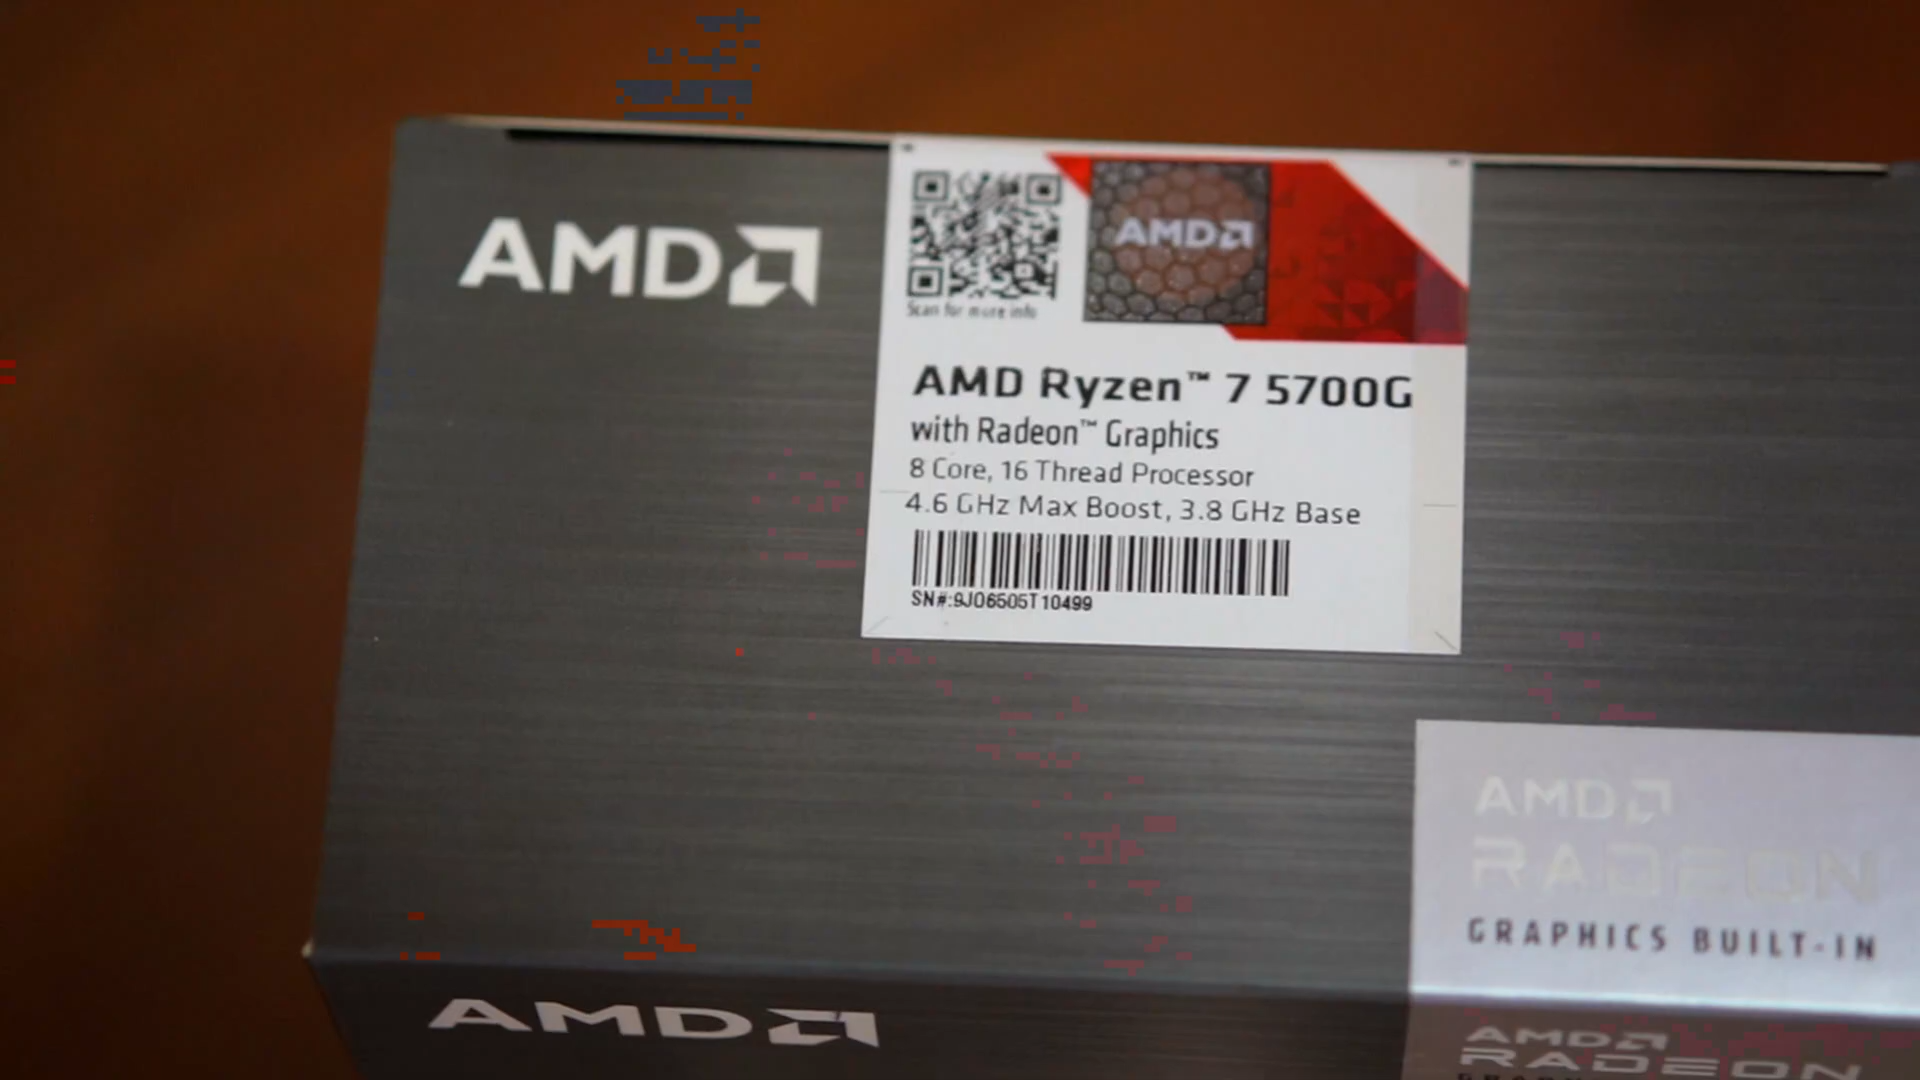 AMD
Scan for more info
AMD
AMD Ryzen™ 7 5700G
with Radeon™ Graphics
8 Core, 16 Thread Processor
4.6 GHz Max Boost, 3.8 GHz Base
SN#:9J06505T10499
AMD
RADEON
GRAPHICS BUILT-IN
AMD
AMD
RADEON